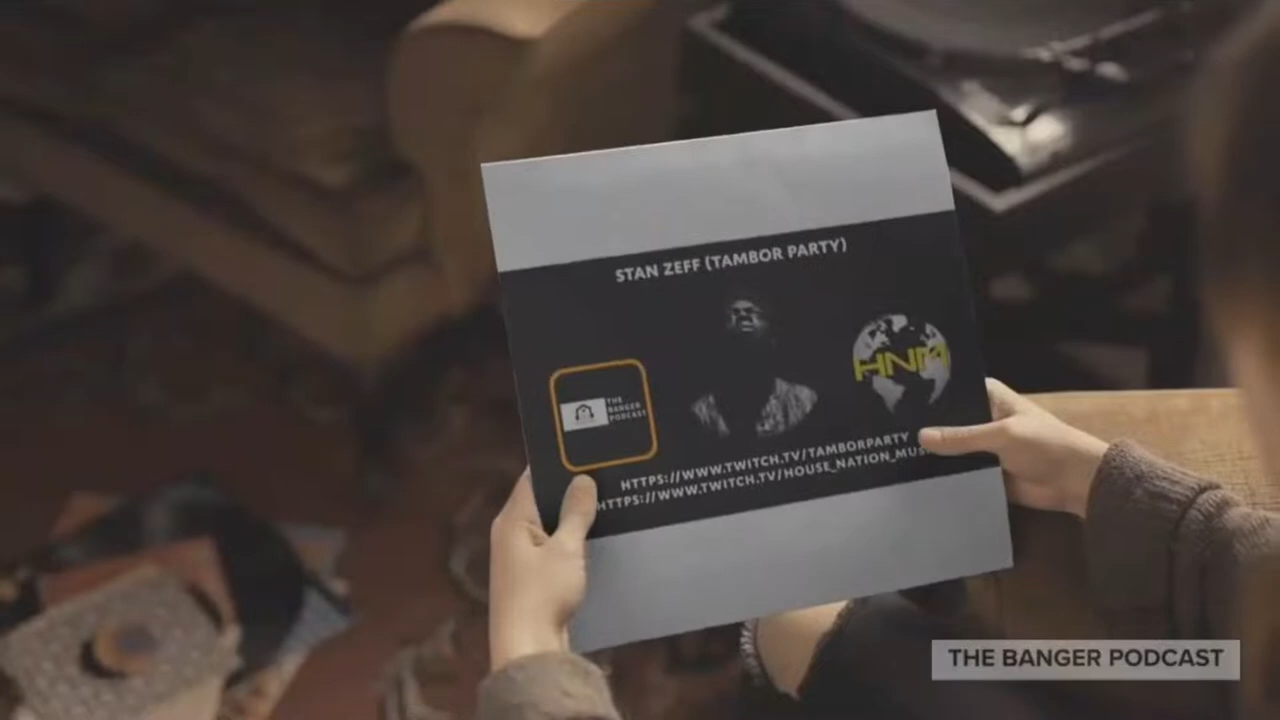 STAN ZEFF (TAMBOR PARTY)
HNM
THE
BANGER
PODCAST
HTTPS://WWW.TWITCH.TV/TAMBORPARTY
HTTPS://WWW.TWITCH.TV/HOUSE_NATION_MUS
THE BANGER PODCAST